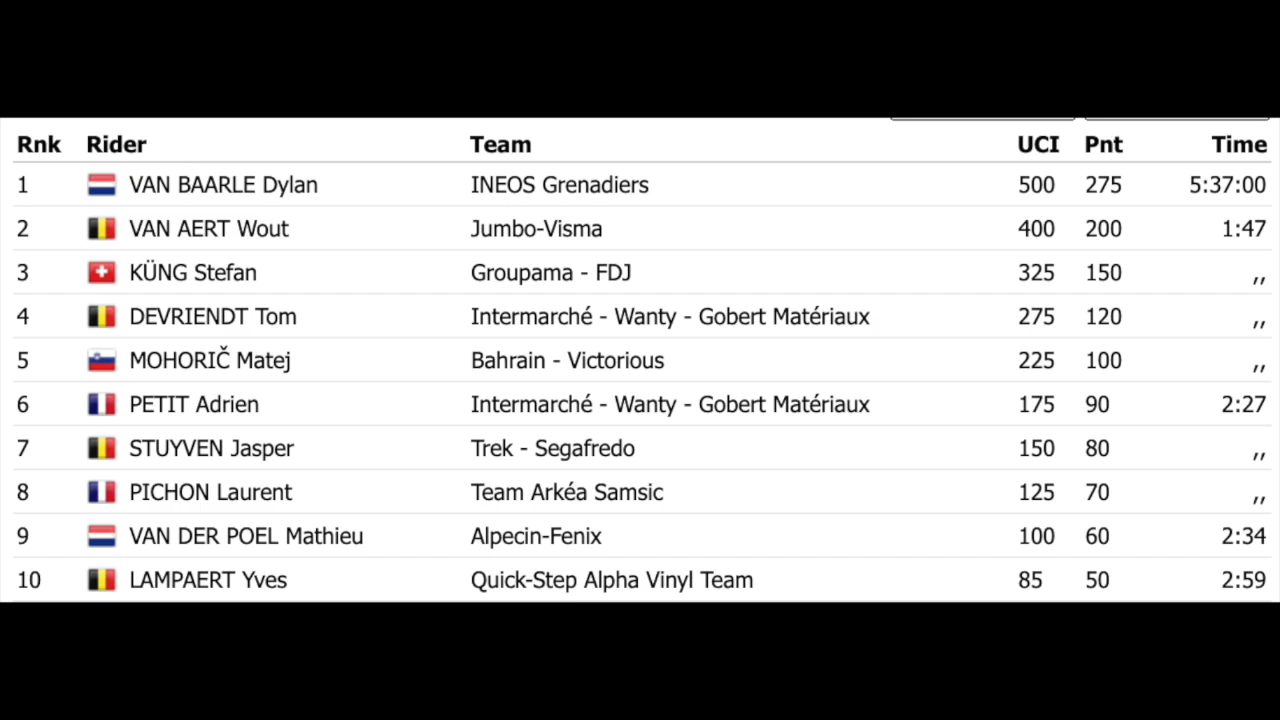 Rnk Rider Team UCI Pnt Time
1 VAN BAARLE Dylan INEOS Grenadiers 500 275 5:37:00
2 VAN AERT Wout Jumbo-Visma 400 200 1:47
3 KÜNG Stefan Groupama - FDJ 325 150 ,,
4 DEVRIENDT Tom Intermarché - Wanty - Gobert Matériaux 275 120 ,,
5 MOHORIČ Matej Bahrain - Victorious 225 100 ,,
6 PETIT Adrien Intermarché - Wanty - Gobert Matériaux 175 90 2:27
7 STUYVEN Jasper Trek - Segafredo 150 80 ,,
8 PICHON Laurent Team Arkéa Samsic 125 70 ,,
9 VAN DER POEL Mathieu Alpecin-Fenix 100 60 2:34
10 LAMPAERT Yves Quick-Step Alpha Vinyl Team 85 50 2:59